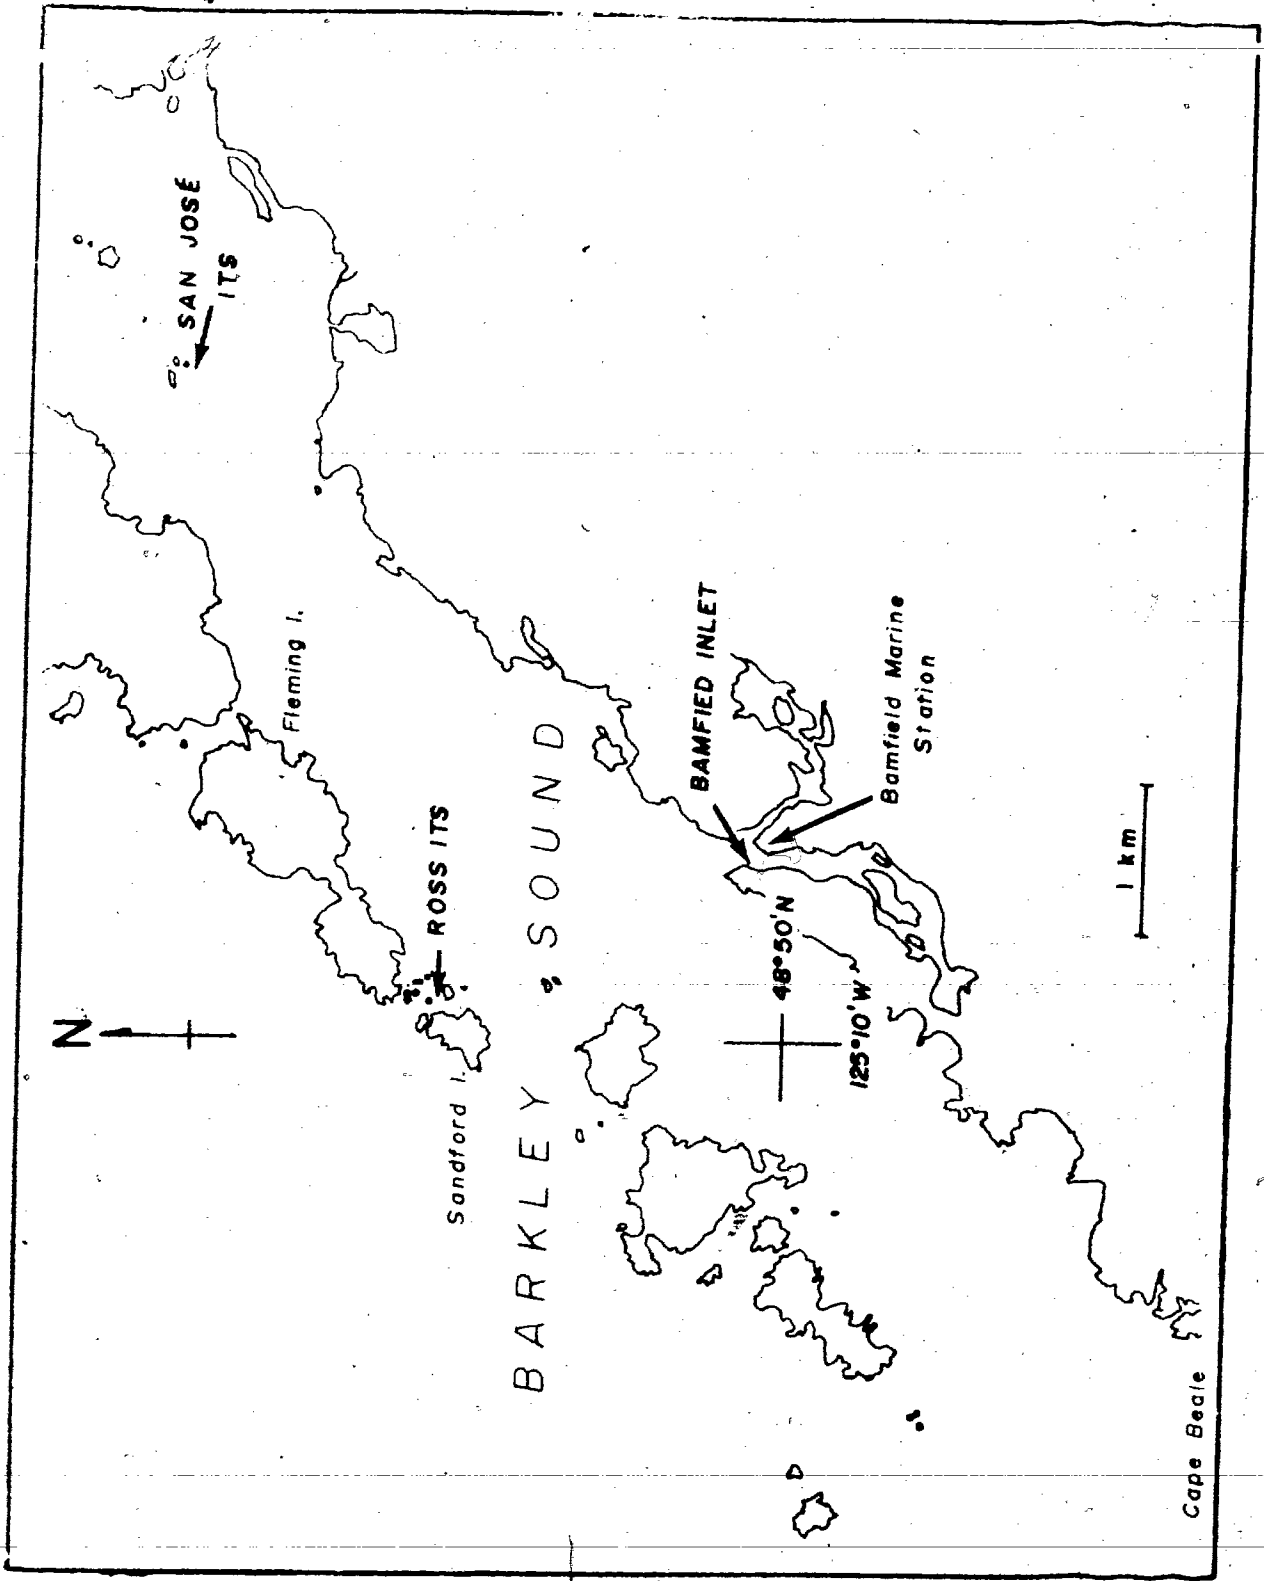 SAN JOSÉ
ITS
Fleming I.
N
ROSS ITS
Sandford I.
BARKLEY SOUND
BAMFIELD INLET
Bamfield Marine
Station
48°50'N
125°10'W
1 km
Cape Beale